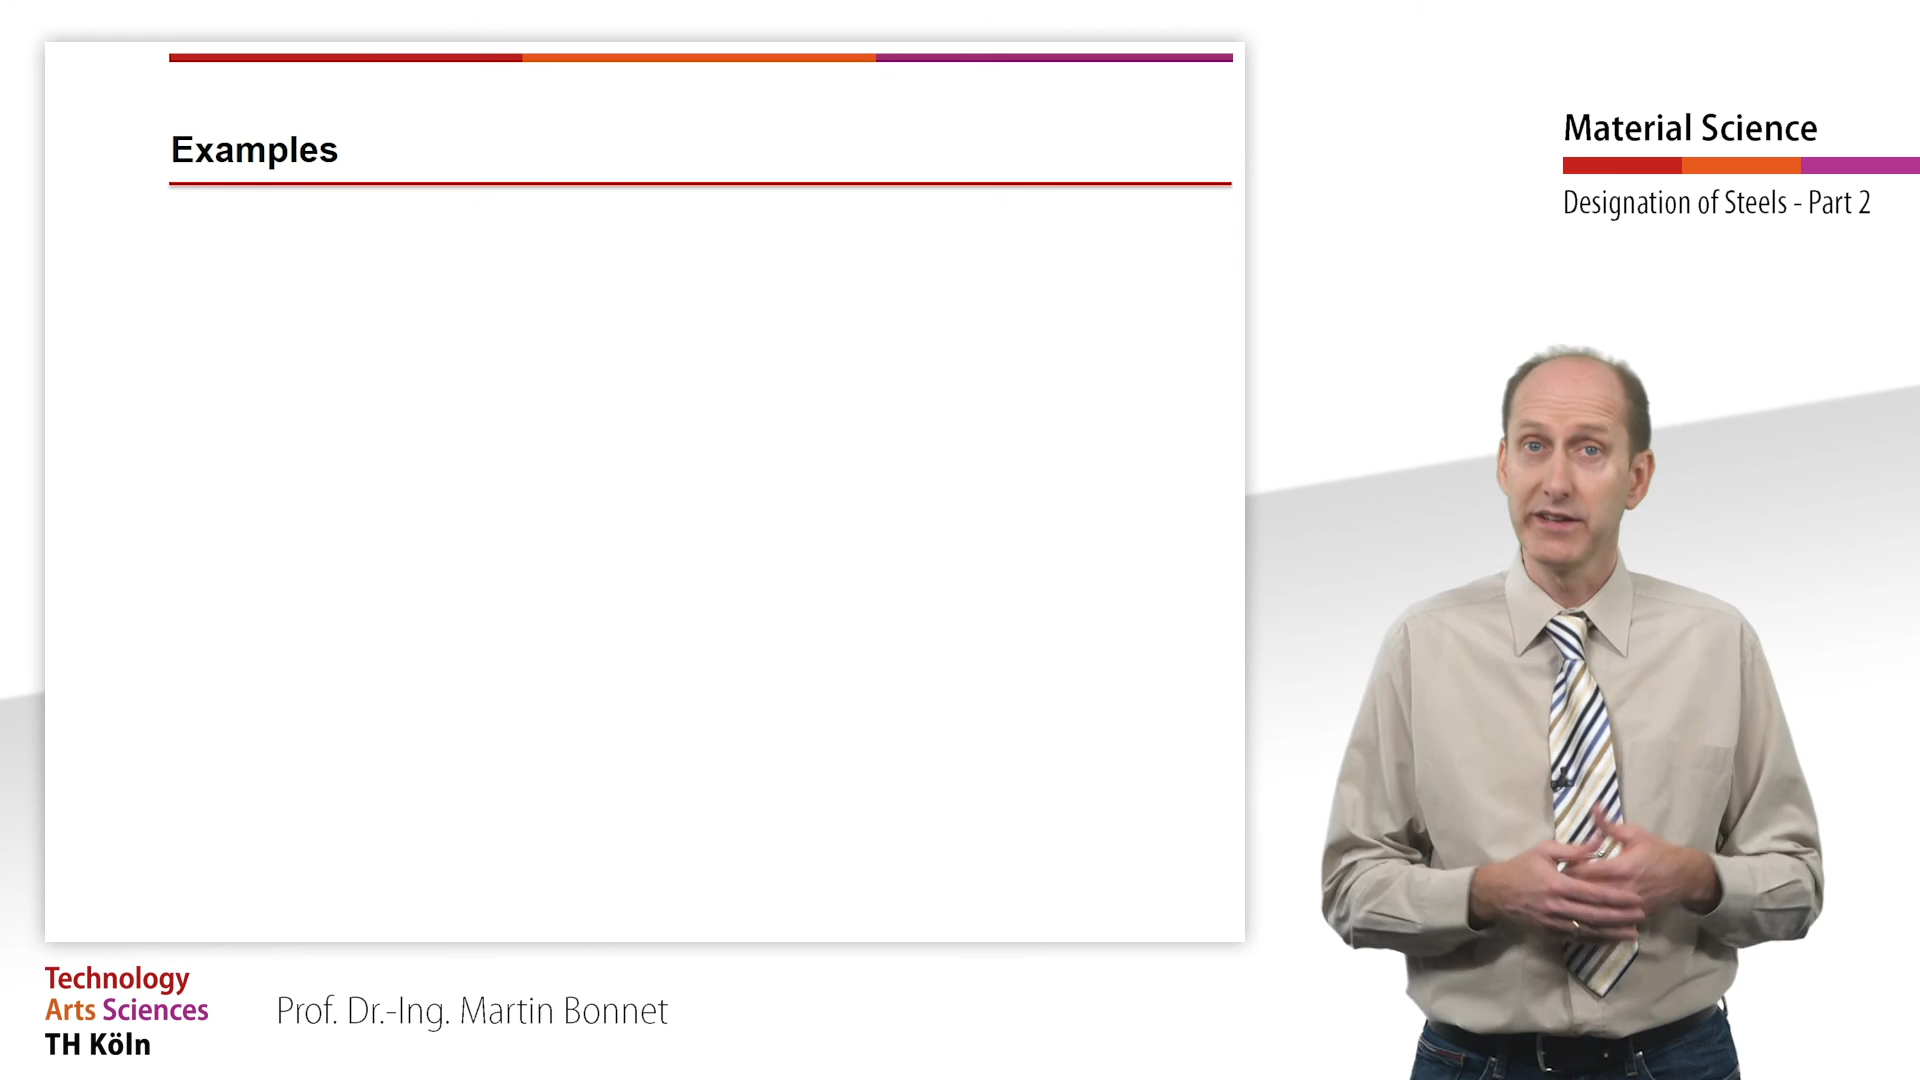 Examples
Material Science
Designation of Steels - Part 2
Technology
Arts Sciences
TH Köln
Prof. Dr.-Ing. Martin Bonnet